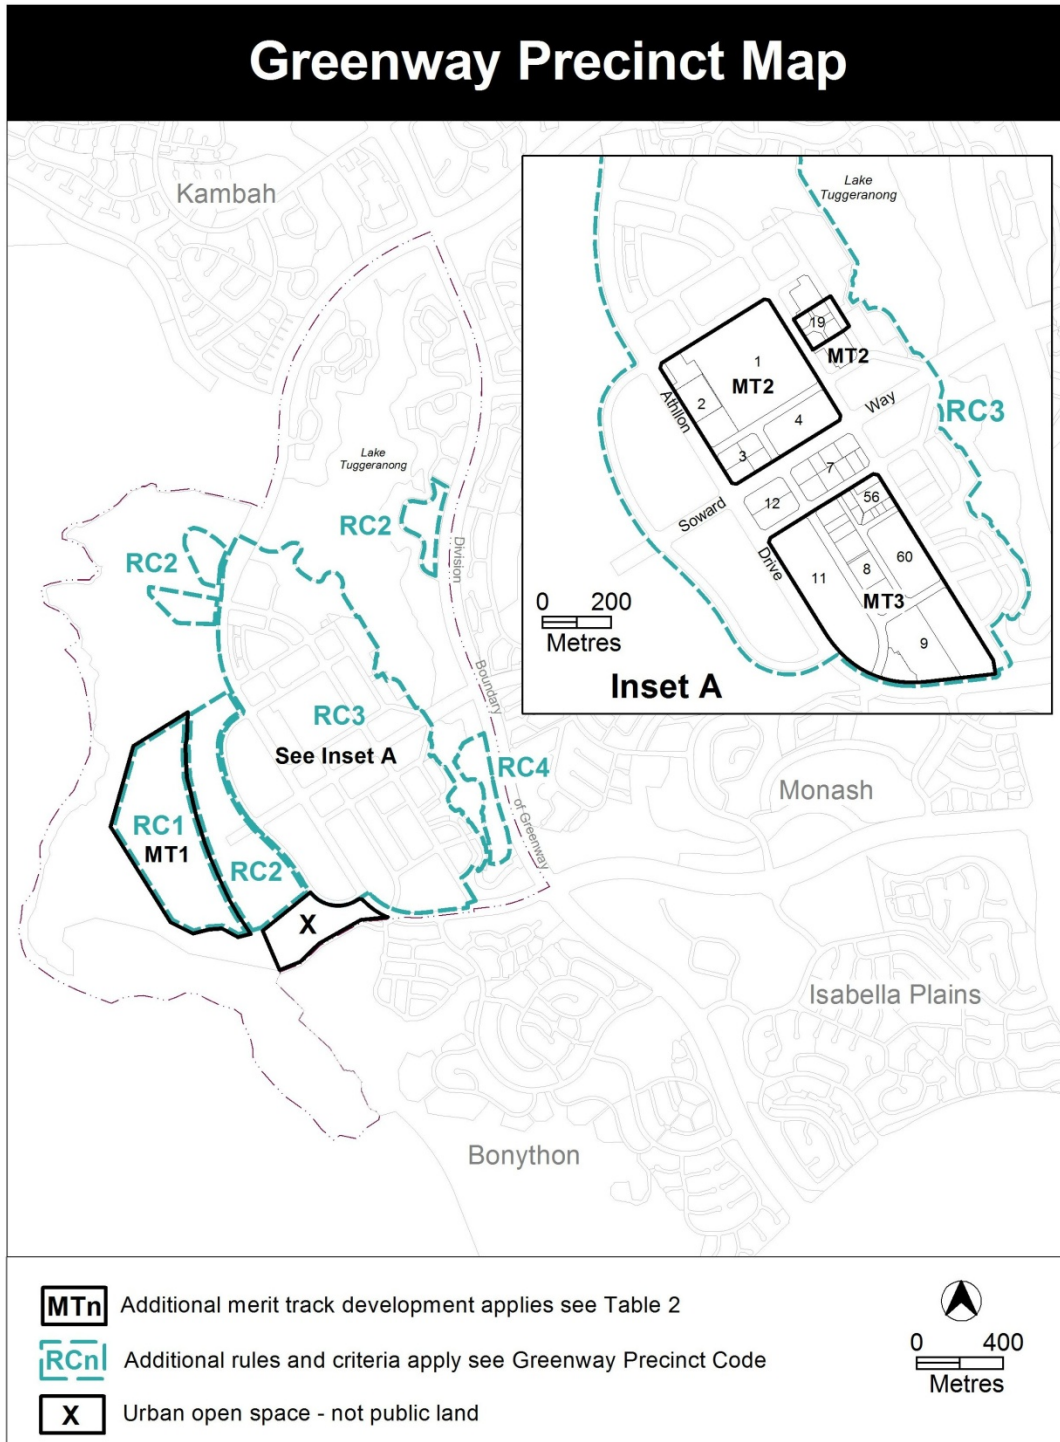 Greenway Precinct Map
Kambah
Lake
Tuggeranong
RC2
RC2
Division
Boundary
of Greenway
RC3
See Inset A
RC4
RC1
MT1
RC2
X
Monash
Isabella Plains
Bonython
Lake
Tuggeranong
19
MT2
1
MT2
2
Athllon
4
3
Way
RC3
7
12
Soward
56
Drive
11
60
8
MT3
9
0 200
Metres
Inset A
MTn Additional merit track development applies see Table 2
RCn Additional rules and criteria apply see Greenway Precinct Code
X Urban open space - not public land
0 400
Metres